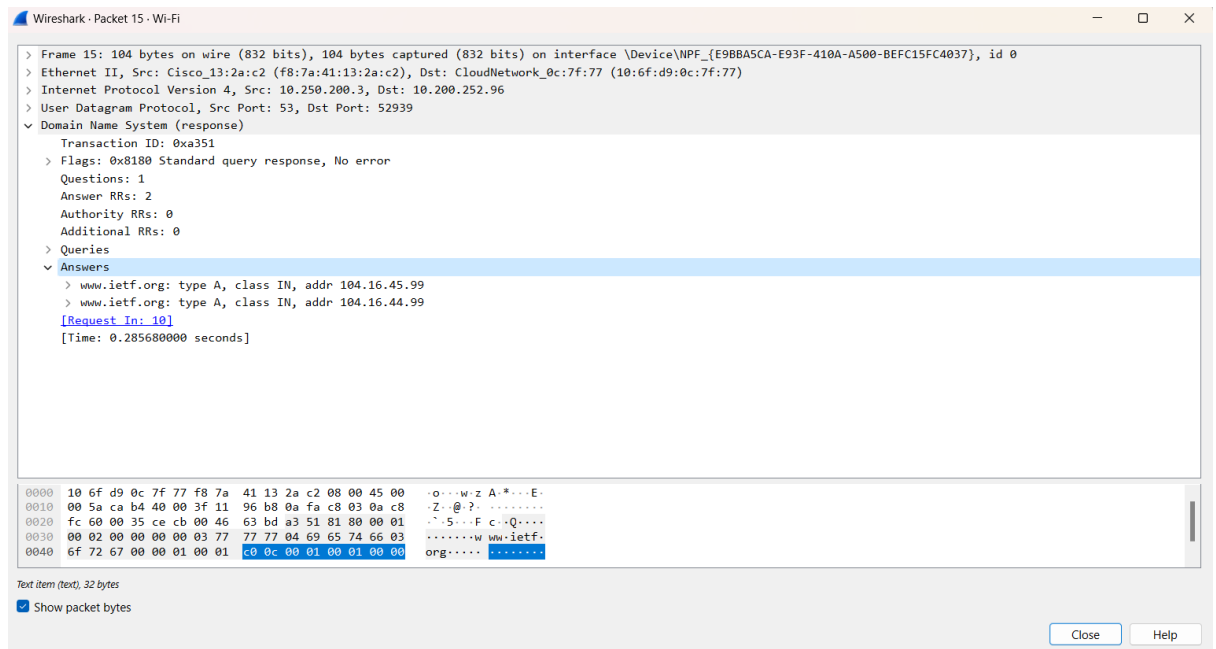 Wireshark · Packet 15 · Wi-Fi
Frame 15: 104 bytes on wire (832 bits), 104 bytes captured (832 bits) on interface \Device\NPF_{E9BBA5CA-E93F-410A-A500-BEFC15FC4037}, id 0
Ethernet II, Src: Cisco_13:2a:c2 (f8:7a:41:13:2a:c2), Dst: CloudNetwork_0c:7f:77 (10:6f:d9:0c:7f:77)
Internet Protocol Version 4, Src: 10.250.200.3, Dst: 10.200.252.96
User Datagram Protocol, Src Port: 53, Dst Port: 52939
Domain Name System (response)
Transaction ID: 0xa351
Flags: 0x8180 Standard query response, No error
Questions: 1
Answer RRs: 2
Authority RRs: 0
Additional RRs: 0
Queries
Answers
www.ietf.org: type A, class IN, addr 104.16.45.99
www.ietf.org: type A, class IN, addr 104.16.44.99
[Request In: 10]
[Time: 0.285680000 seconds]
0000 10 6f d9 0c 7f 77 f8 7a 41 13 2a c2 08 00 45 00 ·o···w·z A·*···E·
0010 00 5a ca b4 40 00 3f 11 96 b8 0a fa c8 03 0a c8 ·Z··@·?· ········
0020 fc 60 00 35 ce cb 00 46 63 bd a3 51 81 80 00 01 ·`·5···F c··Q····
0030 00 02 00 00 00 00 03 77 77 77 04 69 65 74 66 03 ·······w ww·ietf·
0040 6f 72 67 00 00 01 00 01 c0 0c 00 01 00 01 00 00 org····· ········
Text item (text), 32 bytes
Show packet bytes
Close Help